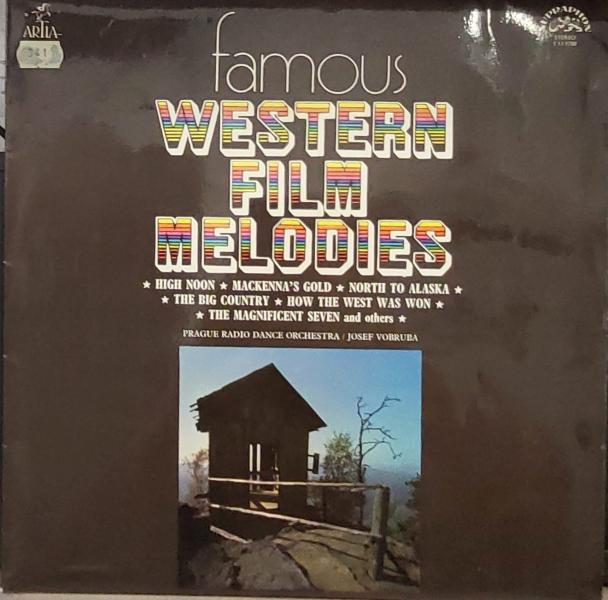 ARTIA
SUPRAPHON
STEREO
famous
WESTERN
FILM
MELODIES
★ HIGH NOON ★ MACKENNA'S GOLD ★ NORTH TO ALASKA ★
★ THE BIG COUNTRY ★ HOW THE WEST WAS WON ★
★ THE MAGNIFICENT SEVEN and others ★
PRAGUE RADIO DANCE ORCHESTRA / JOSEF VOBRUBA